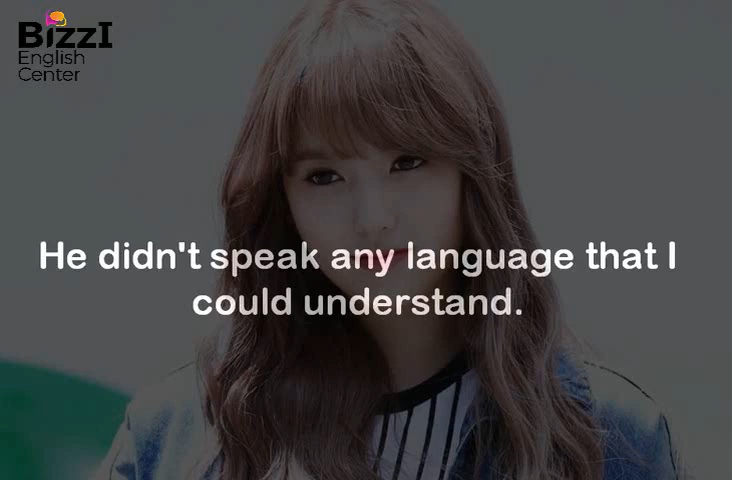 BizzI
English
Center
He didn't speak any language that I
could understand.